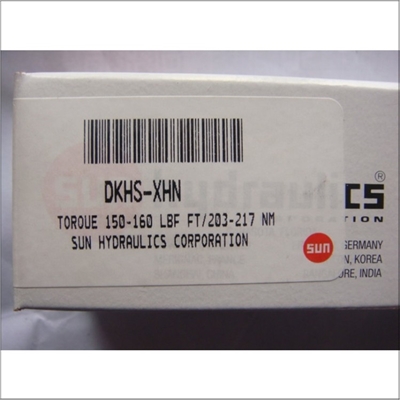 DKHS-XHN
TORQUE 150-160 LBF FT/203-217 NM
SUN HYDRAULICS CORPORATION
CS®
RATION
sun
GERMANY
N, KOREA
ORE, INDIA